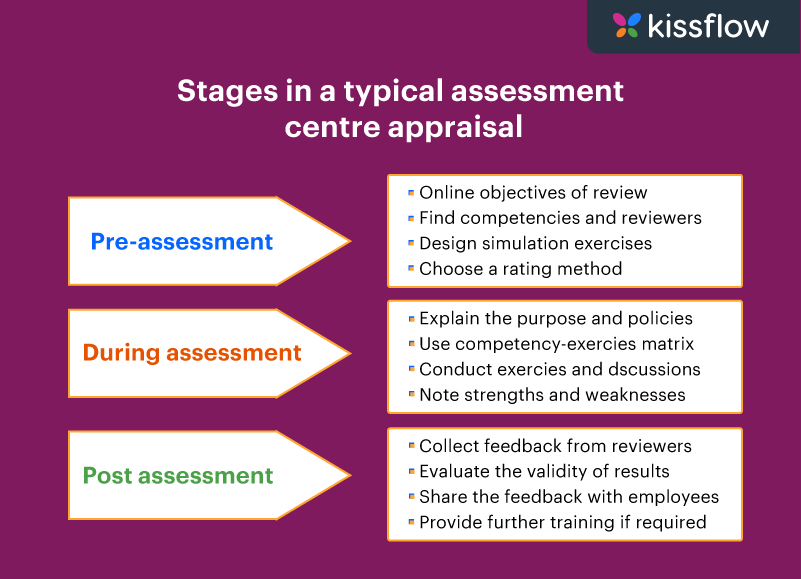 kissflow
Stages in a typical assessment
centre appraisal
Pre-assessment
Online objectives of review
Find competencies and reviewers
Design simulation exercises
Choose a rating method
During assessment
Explain the purpose and policies
Use competency-exercies matrix
Conduct exercies and dscussions
Note strengths and weaknesses
Post assessment
Collect feedback from reviewers
Evaluate the validity of results
Share the feedback with employees
Provide further training if required